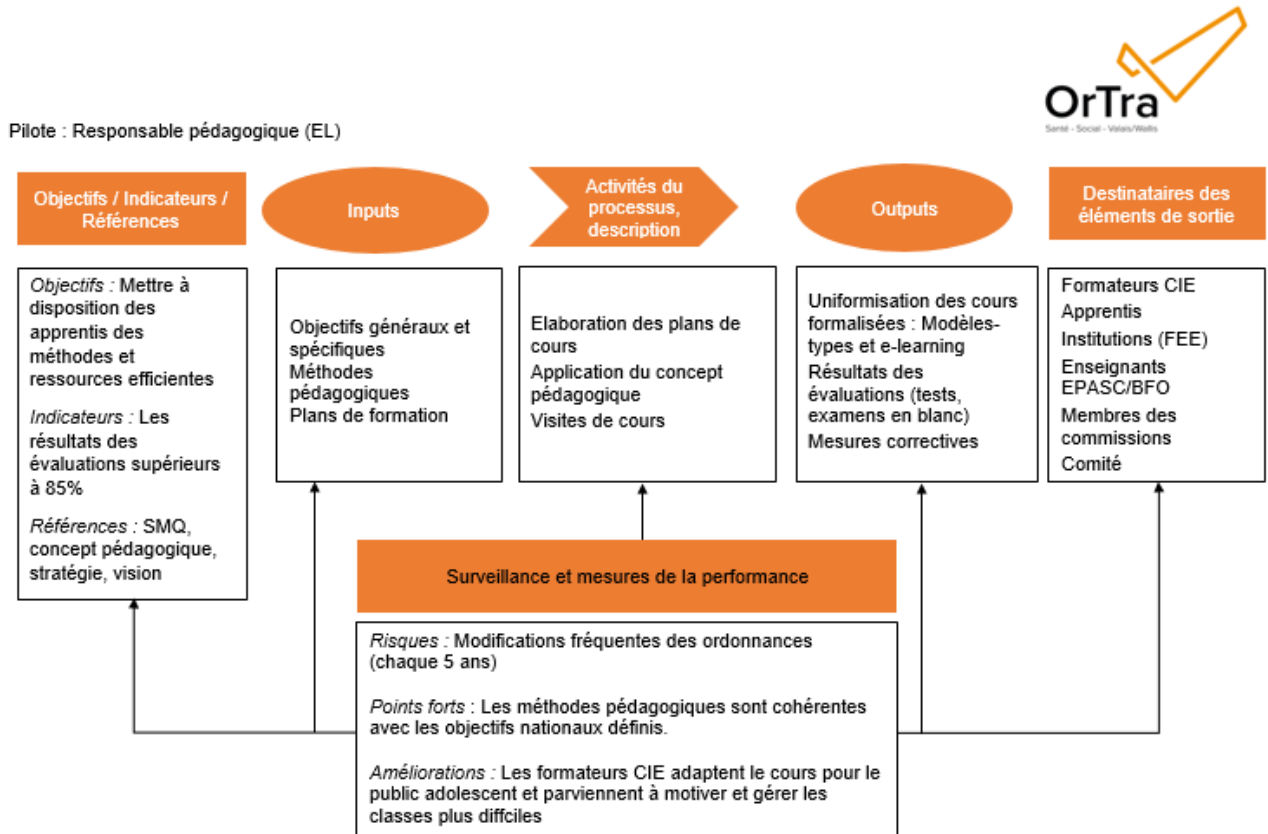 OrTra
Santé - Social - Valais/Wallis
Pilote : Responsable pédagogique (EL)
Objectifs / Indicateurs /
Références
Inputs
Activités du
processus,
description
Outputs
Destinataires des
éléments de sortie
Objectifs : Mettre à
disposition des
apprentis des
méthodes et
ressources efficientes
Indicateurs : Les
résultats des
évaluations supérieurs
à 85%
Références : SMQ,
concept pédagogique,
stratégie, vision
Objectifs généraux et
spécifiques
Méthodes
pédagogiques
Plans de formation
Elaboration des plans de
cours
Application du concept
pédagogique
Visites de cours
Uniformisation des cours
formalisées : Modèles-
types et e-learning
Résultats des
évaluations (tests,
examens en blanc)
Mesures correctives
Formateurs CIE
Apprentis
Institutions (FEE)
Enseignants
EPASC/BFO
Membres des
commissions
Comité
Surveillance et mesures de la performance
Risques : Modifications fréquentes des ordonnances
(chaque 5 ans)
Points forts : Les méthodes pédagogiques sont cohérentes
avec les objectifs nationaux définis.
Améliorations : Les formateurs CIE adaptent le cours pour le
public adolescent et parviennent à motiver et gérer les
classes plus diffciles